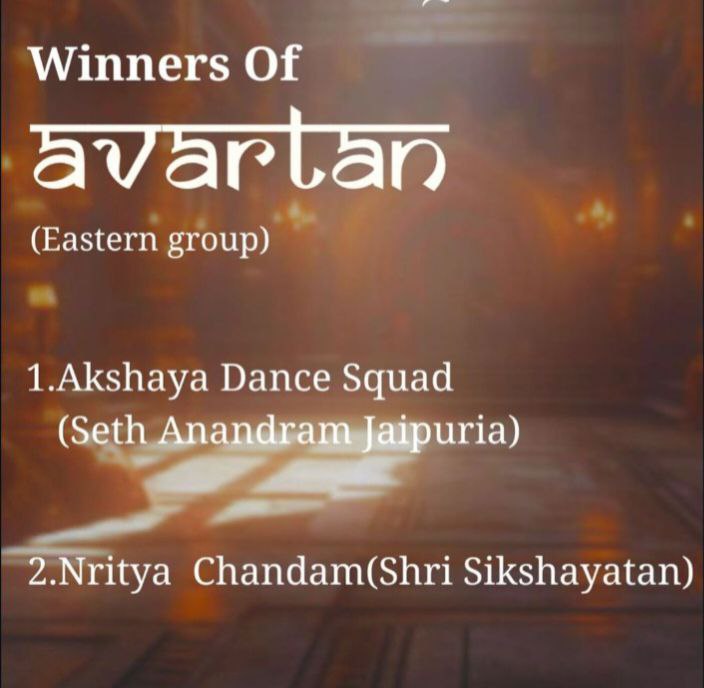 Winners Of
avartan
(Eastern group)
1.Akshaya Dance Squad
(Seth Anandram Jaipuria)
2.Nritya  Chandam(Shri Sikshayatan)